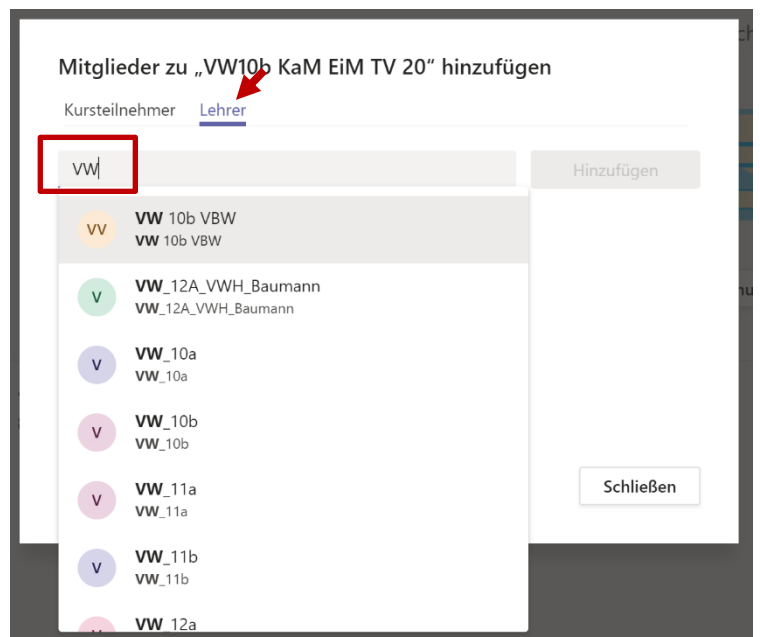 Mitglieder zu „VW10b KaM EiM TV 20“ hinzufügen
Kursteilnehmer Lehrer
VW Hinzufügen
VV VW 10b VBW
VW 10b VBW
V VW_12A_VWH_Baumann
VW_12A_VWH_Baumann
V VW_10a
VW_10a
V VW_10b
VW_10b
V VW_11a
VW_11a
Schließen
V VW_11b
VW_11b
VW_12a